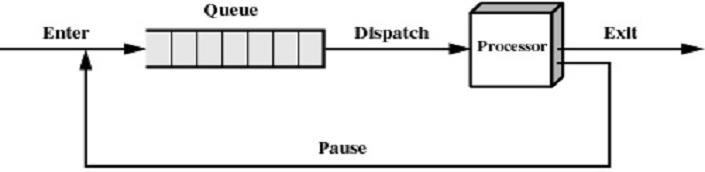 Queue
Enter
Dispatch
Processor
Exit
Pause